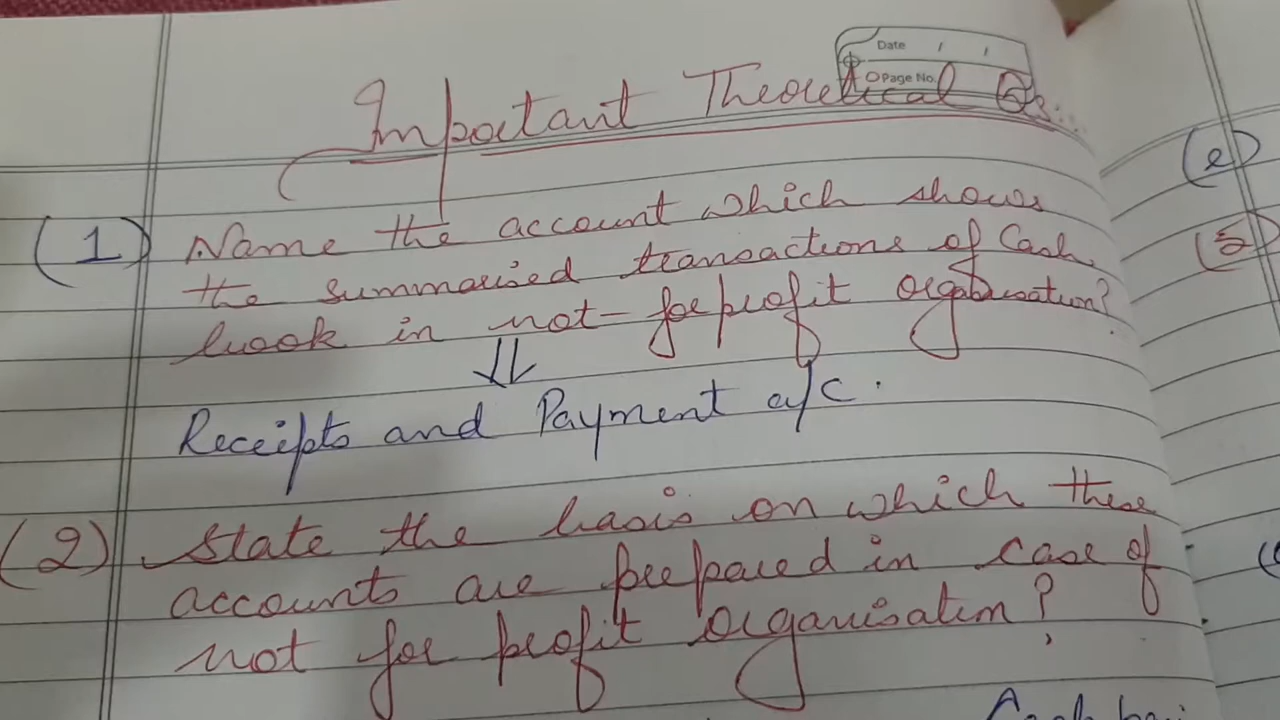 Date / /
Page No.
Important Theoretical Qs...
(1) Name the account which shows
the summarised transactions of Cash
book in not-for profit organisation?
Receipts and Payment a/c.
(2) State the basis on which these
accounts are prepared in case of
not for profit organisation?
(e)
(5)